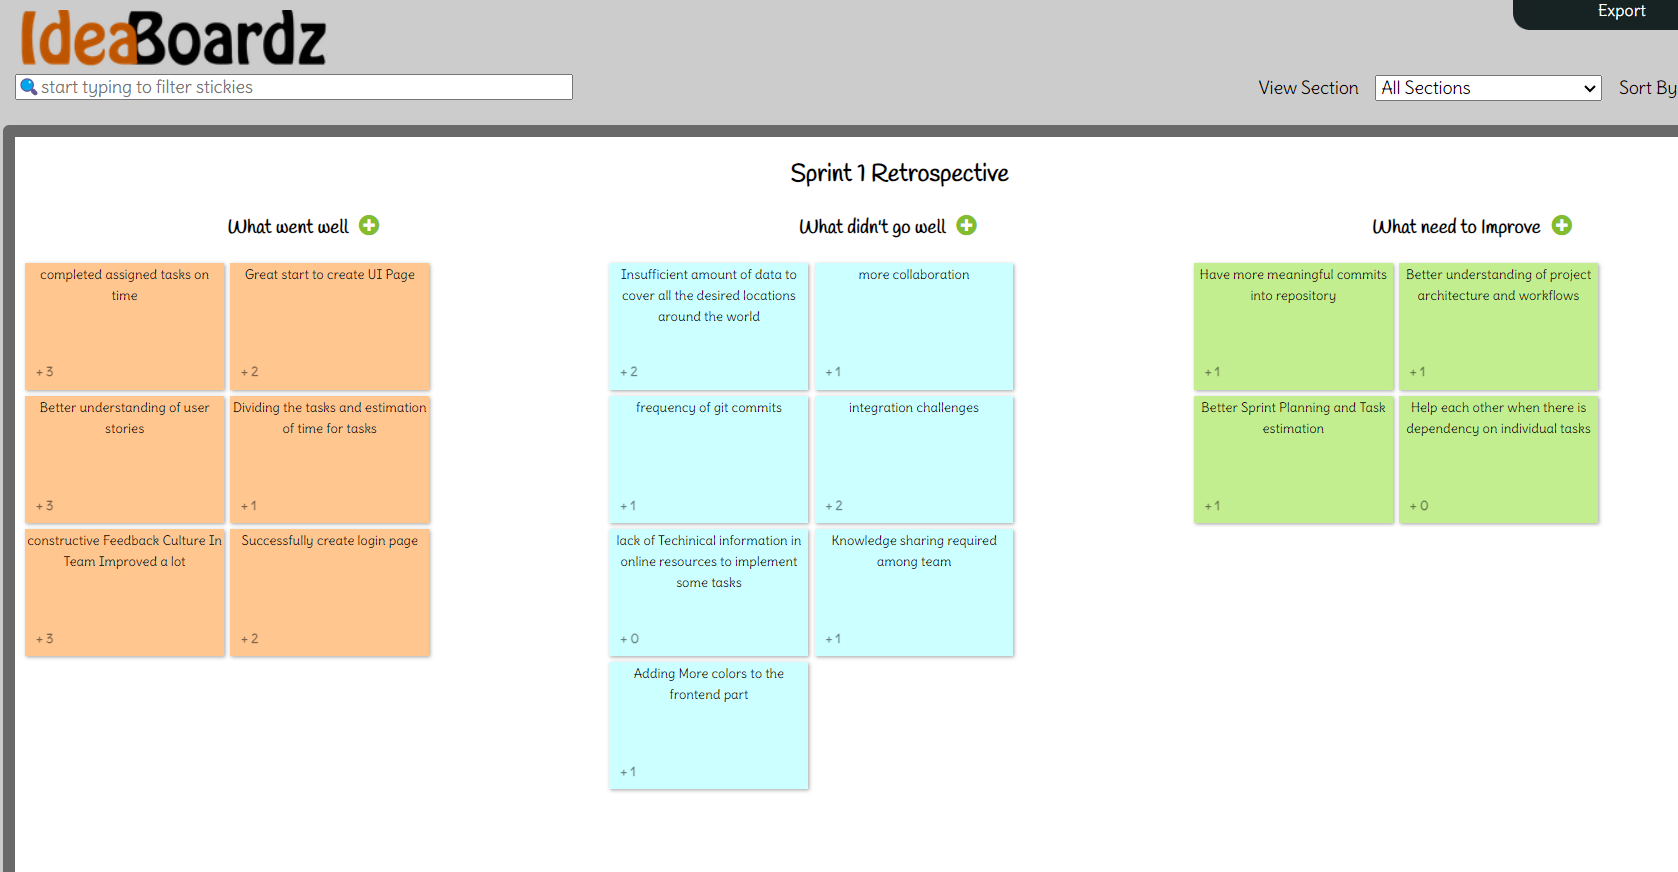 IdeaBoardz
Export
start typing to filter stickies
View Section
All Sections
Sort By
Sprint 1 Retrospective
What went well
completed assigned tasks on
time
+3
Great start to create UI Page
+2
Better understanding of user
stories
+3
Dividing the tasks and estimation
of time for tasks
+1
constructive Feedback Culture In
Team Improved a lot
+3
Successfully create login page
+2
What didn't go well
Insufficient amount of data to
cover all the desired locations
around the world
+2
more collaboration
+1
frequency of git commits
+1
integration challenges
+2
lack of Techinical information in
online resources to implement
some tasks
+0
Knowledge sharing required
among team
+1
Adding More colors to the
frontend part
+1
What need to Improve
Have more meaningful commits
into repository
+1
Better understanding of project
architecture and workflows
+1
Better Sprint Planning and Task
estimation
+1
Help each other when there is
dependency on individual tasks
+0